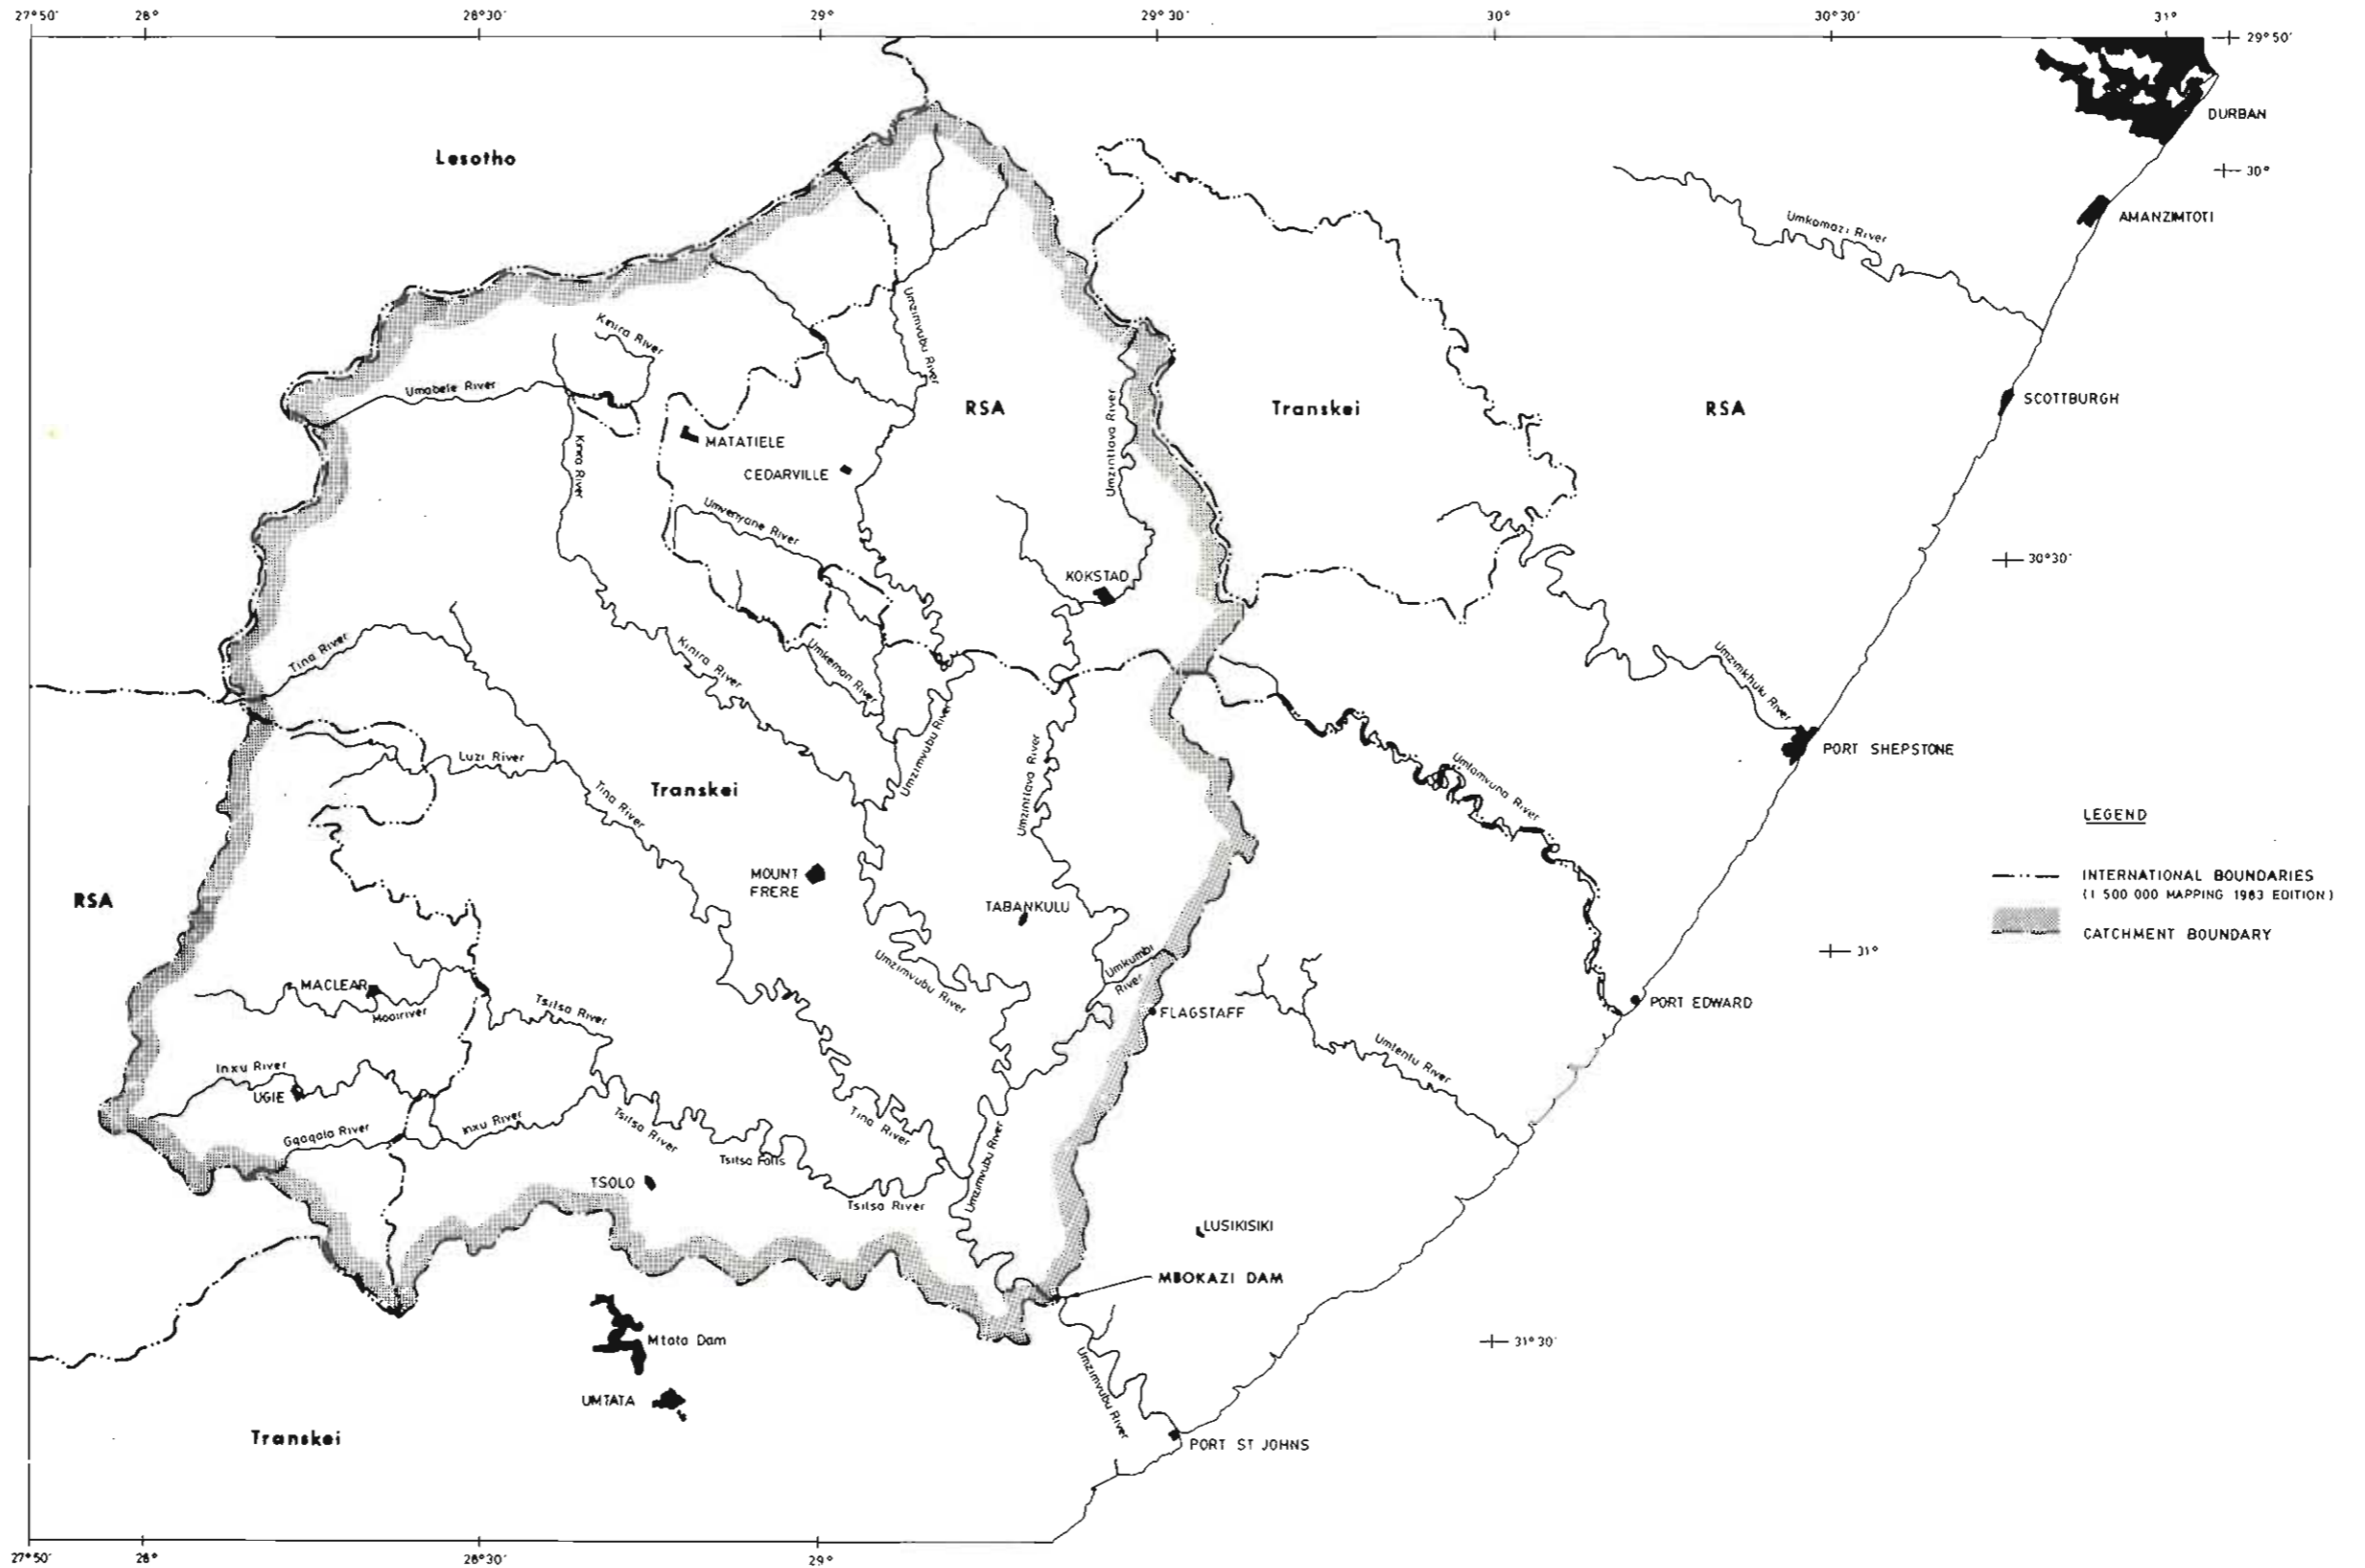 27°50'
28°
28°30'
29°
29°30'
30°
30°30'
31°
29°50'
DURBAN
Lesotho
30°
AMANZIMTOTI
Umkomazi River
Kinira River
Umzimvubu River
Umabele River
RSA
Transkei
RSA
SCOTTBURGH
Umzintlava River
MATATIELE
Kinira River
CEDARVILLE
Umvenyane River
30°30'
KOKSTAD
Tina River
Kinira River
Umkeman River
Umzimkhulu River
Umzimvubu River
PORT SHEPSTONE
Luzi River
Umzintlava River
Umtamvuna River
Transkei
Tina River
LEGEND
MOUNT
FRERE
INTERNATIONAL BOUNDARIES
(1 500 000 MAPPING 1983 EDITION)
RSA
TABANKULU
CATCHMENT BOUNDARY
31°
Umkumbi
River
Umzimvubu River
MACLEAR
Mooiriver
Tsitsa River
PORT EDWARD
FLAGSTAFF
Umtentu River
Inxu River
UGIE
Inxu River
Gqaqala River
Tsitsa River
Tina River
Tsitsa Falls
Umzimvubu River
TSOLO
Tsitsa River
LUSIKISIKI
MBOKAZI DAM
Mtata Dam
31°30'
Umzimvubu River
UMTATA
Transkei
PORT ST JOHNS
27°50'
28°
28°30'
29°